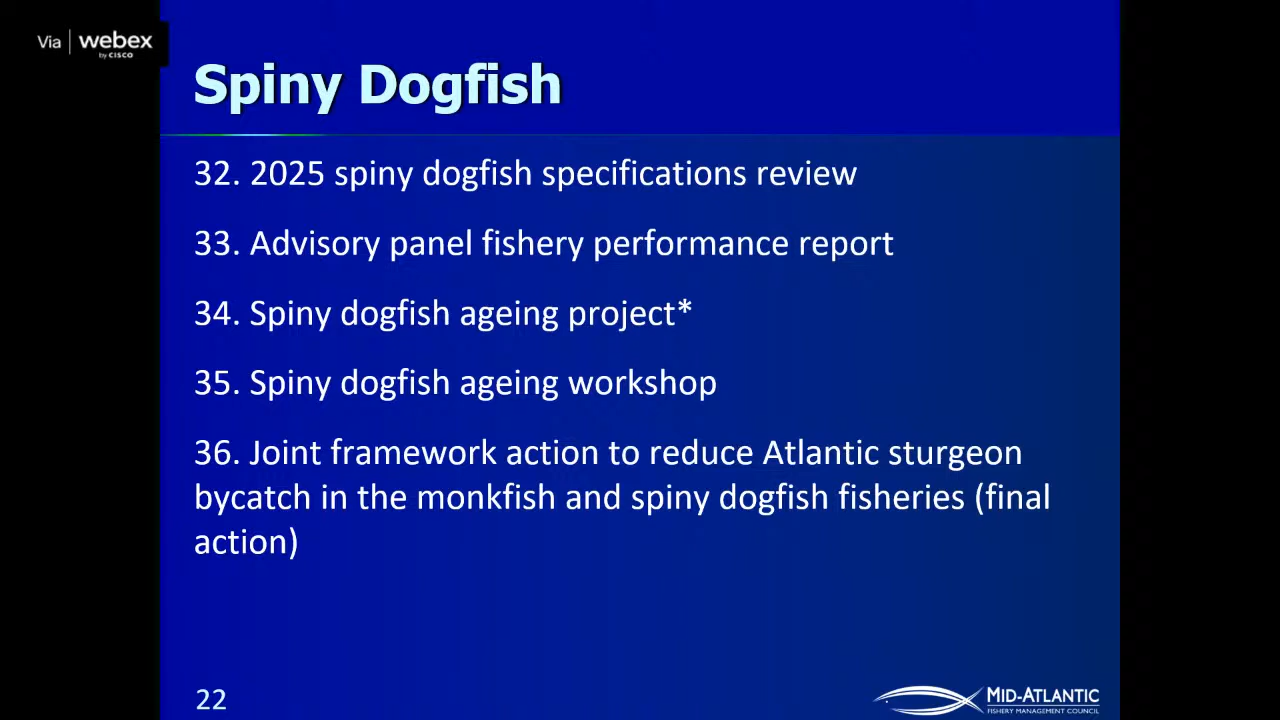 Via | webex
by CISCO
Spiny Dogfish
32. 2025 spiny dogfish specifications review
33. Advisory panel fishery performance report
34. Spiny dogfish ageing project*
35. Spiny dogfish ageing workshop
36. Joint framework action to reduce Atlantic sturgeon
bycatch in the monkfish and spiny dogfish fisheries (final
action)
22
MID-ATLANTIC
FISHERY MANAGEMENT COUNCIL